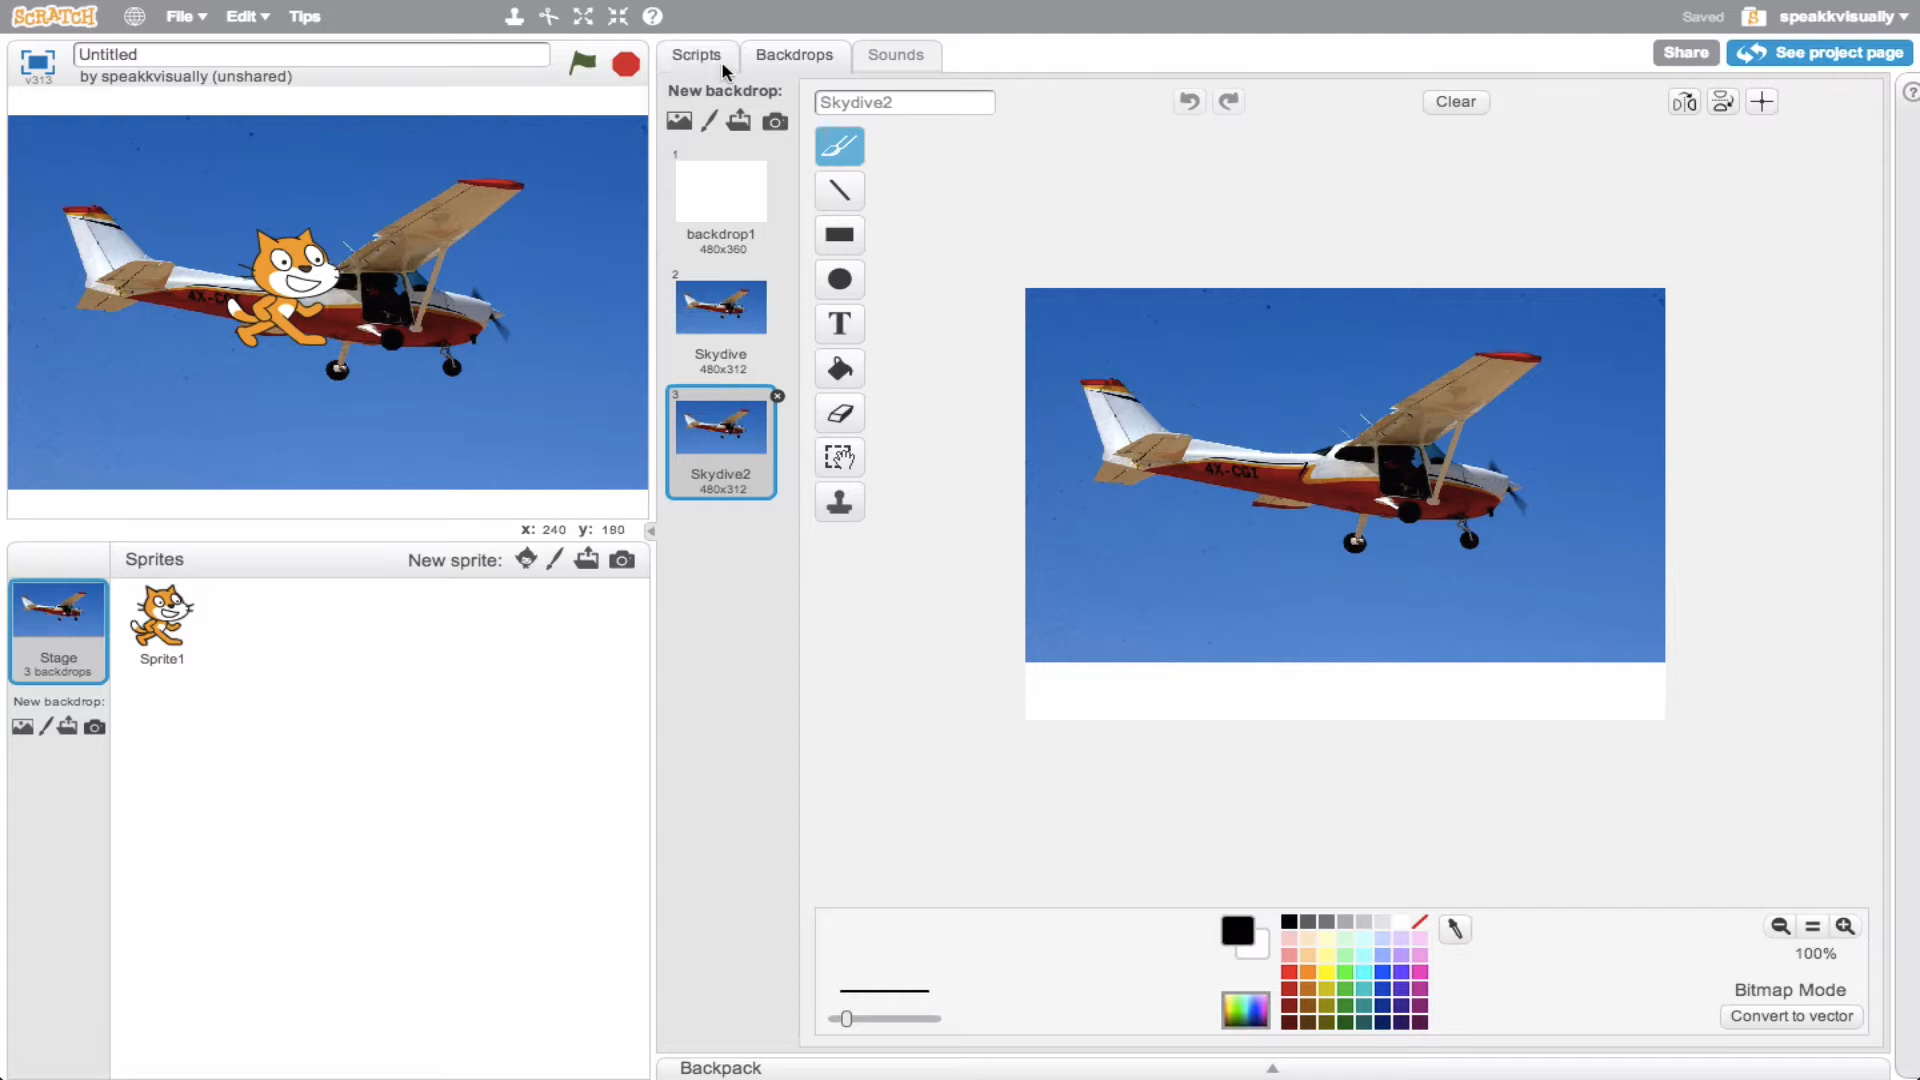 SCRATCH File Edit Tips Saved speakkvisually
v313
Untitled
by speakkvisually (unshared)
Scripts Backdrops Sounds
Share See project page
New backdrop:
Skydive2
Clear
1
backdrop1
480x360
2
Skydive
480x312
3
Skydive2
480x312
T
4X-CGI
x: 240 y: 180
Sprites New sprite:
Stage
3 backdrops
Sprite1
New backdrop:
100%
Bitmap Mode
Convert to vector
Backpack